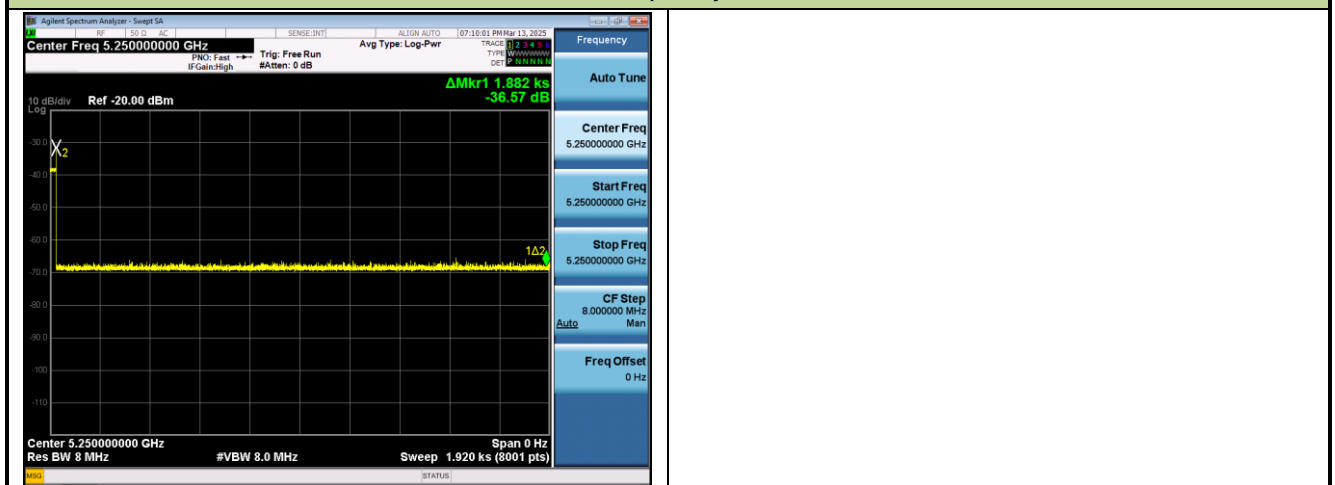 Agilent Spectrum Analyzer - Swept SA
RF 50 Ω AC SENSE:INT ALIGN AUTO 07:10:01 PM Mar 13, 2025
Center Freq 5.250000000 GHz
PNO: Fast
IFGain:High
Trig: Free Run
#Atten: 0 dB
Avg Type: Log-Pwr
TRACE 1 2 3 4 5 6
TYPE WWWWWW
DET P N N N N N
Frequency
ΔMkr1 1.882 ks
-36.57 dB
10 dB/div Ref -20.00 dBm
Log
-30.0
-40.0
-50.0
-60.0
-70.0
-80.0
-90.0
-100
-110
2
1Δ2
Auto Tune
Center Freq
5.250000000 GHz
Start Freq
5.250000000 GHz
Stop Freq
5.250000000 GHz
CF Step
8.000000 MHz
Auto Man
Freq Offset
0 Hz
Center 5.250000000 GHz Span 0 Hz
Res BW 8 MHz #VBW 8.0 MHz Sweep 1.920 ks (8001 pts)
MSG STATUS